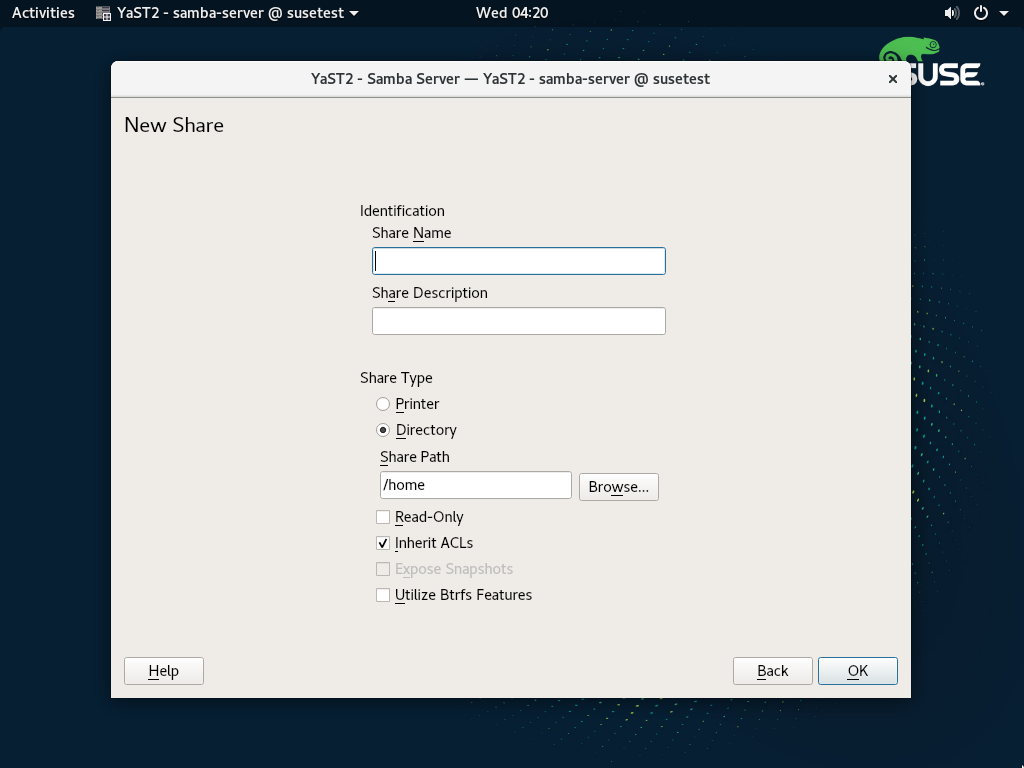 Activities YaST2 - samba-server @ susetest Wed 04:20
SUSE
YaST2 - Samba Server — YaST2 - samba-server @ susetest
New Share
Identification
Share Name
Share Description
Share Type
Printer
Directory
Share Path
/home Browse...
Read-Only
Inherit ACLs
Expose Snapshots
Utilize Btrfs Features
Help Back OK